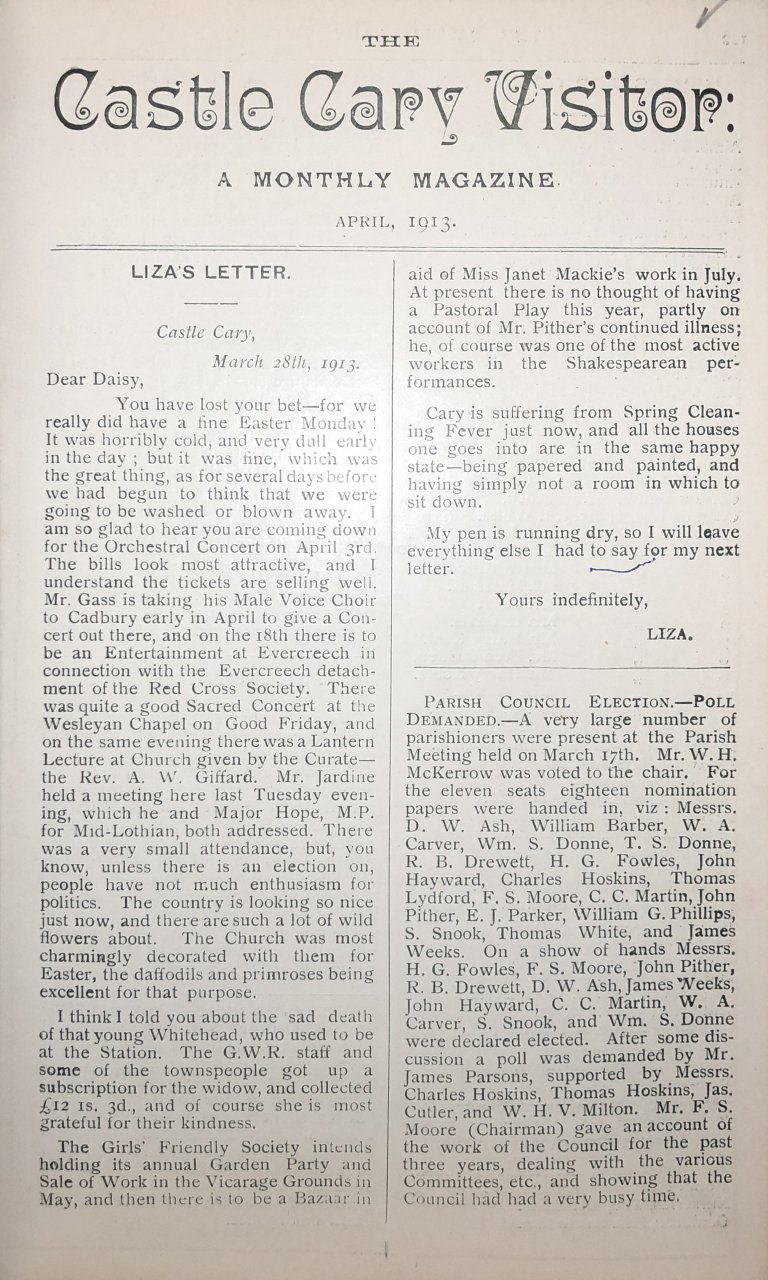 THE
Castle Cary Visitor:
A MONTHLY MAGAZINE.
APRIL, 1913.
LIZA'S LETTER.
Castle Cary,
March 28th, 1913.
Dear Daisy,
You have lost your bet—for we
really did have a fine Easter Monday !
It was horribly cold, and very dull early
in the day ; but it was fine, which was
the great thing, as for several days before
we had begun to think that we were
going to be washed or blown away. I
am so glad to hear you are coming down
for the Orchestral Concert on April 3rd.
The bills look most attractive, and I
understand the tickets are selling well.
Mr. Gass is taking his Male Voice Choir
to Cadbury early in April to give a Con-
cert out there, and on the 18th there is to
be an Entertainment at Evercreech in
connection with the Evercreech detach-
ment of the Red Cross Society. There
was quite a good Sacred Concert at the
Wesleyan Chapel on Good Friday, and
on the same evening there was a Lantern
Lecture at Church given by the Curate—
the Rev. A. W. Giffard. Mr. Jardine
held a meeting here last Tuesday even-
ing, which he and Major Hope, M.P.
for Mid-Lothian, both addressed. There
was a very small attendance, but, you
know, unless there is an election on,
people have not much enthusiasm for
politics. The country is looking so nice
just now, and there are such a lot of wild
flowers about. The Church was most
charmingly decorated with them for
Easter, the daffodils and primroses being
excellent for that purpose.
I think I told you about the sad death
of that young Whitehead, who used to be
at the Station. The G.W.R. staff and
some of the townspeople got up a
subscription for the widow, and collected
£12 1s. 3d., and of course she is most
grateful for their kindness.
The Girls' Friendly Society intends
holding its annual Garden Party and
Sale of Work in the Vicarage Grounds in
May, and then there is to be a Bazaar in
aid of Miss Janet Mackie's work in July.
At present there is no thought of having
a Pastoral Play this year, partly on
account of Mr. Pither's continued illness;
he, of course was one of the most active
workers in the Shakespearean per-
formances.
Cary is suffering from Spring Clean-
ing Fever just now, and all the houses
one goes into are in the same happy
state—being papered and painted, and
having simply not a room in which to
sit down.
My pen is running dry, so I will leave
everything else I had to say for my next
letter.
Yours indefinitely,
LIZA.
PARISH COUNCIL ELECTION.—POLL
DEMANDED.—A very large number of
parishioners were present at the Parish
Meeting held on March 17th. Mr. W. H.
McKerrow was voted to the chair. For
the eleven seats eighteen nomination
papers were handed in, viz : Messrs.
D. W. Ash, William Barber, W. A.
Carver, Wm. S. Donne, T. S. Donne,
R. B. Drewett, H. G. Fowles, John
Hayward, Charles Hoskins, Thomas
Lydford, F. S. Moore, C. C. Martin, John
Pither, E. J. Parker, William G. Phillips,
S. Snook, Thomas White, and James
Weeks. On a show of hands Messrs.
H. G. Fowles, F. S. Moore, John Pither,
R. B. Drewett, D. W. Ash, James Weeks,
John Hayward, C. C. Martin, W. A.
Carver, S. Snook, and Wm. S. Donne
were declared elected. After some dis-
cussion a poll was demanded by Mr.
James Parsons, supported by Messrs.
Charles Hoskins, Thomas Hoskins, Jas.
Cutler, and W. H. V. Milton. Mr. F. S.
Moore (Chairman) gave an account of
the work of the Council for the past
three years, dealing with the various
Committees, etc., and showing that the
Council had had a very busy time.